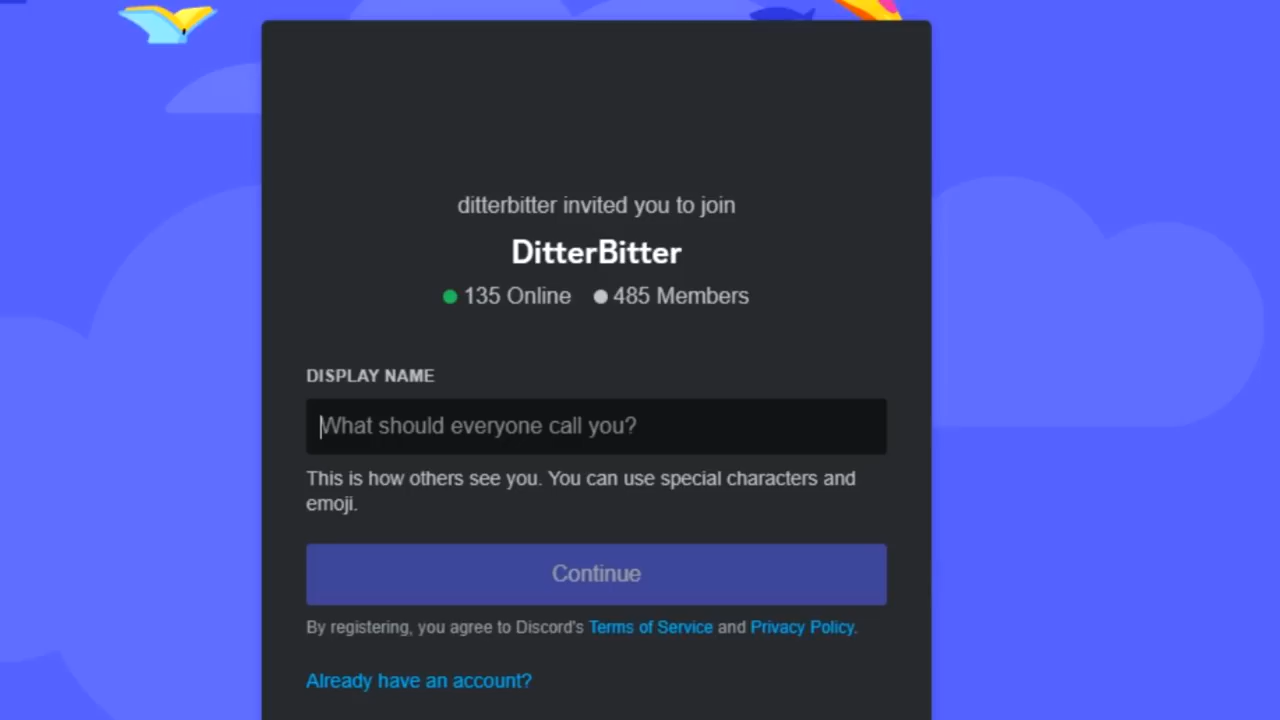 ditterbitter invited you to join
DitterBitter
135 Online 485 Members
DISPLAY NAME
What should everyone call you?
This is how others see you. You can use special characters and
emoji.
Continue
By registering, you agree to Discord's Terms of Service and Privacy Policy.
Already have an account?